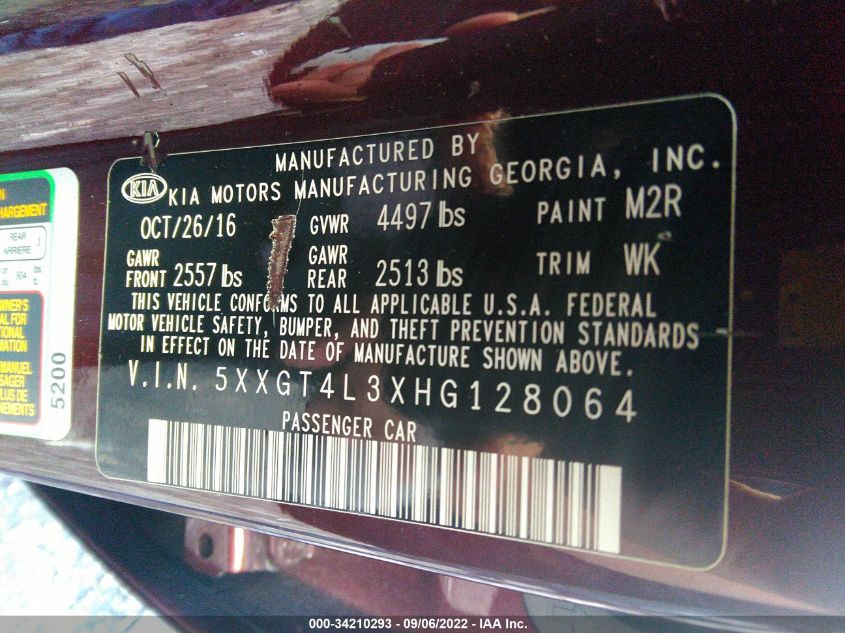 MANUFACTURED BY
KIA KIA MOTORS MANUFACTURING GEORGIA, INC.
OCT/26/16 GVWR 4497 lbs PAINT M2R
GAWR FRONT 2557 lbs GAWR REAR 2513 lbs TRIM WK
THIS VEHICLE CONFORMS TO ALL APPLICABLE U.S.A. FEDERAL
MOTOR VEHICLE SAFETY, BUMPER, AND THEFT PREVENTION STANDARDS
IN EFFECT ON THE DATE OF MANUFACTURE SHOWN ABOVE.
V.I.N. 5XXGT4L3XHG128064
PASSENGER CAR
REAR
ARRIERE
5200
000-34210293 - 09/06/2022 - IAA Inc.